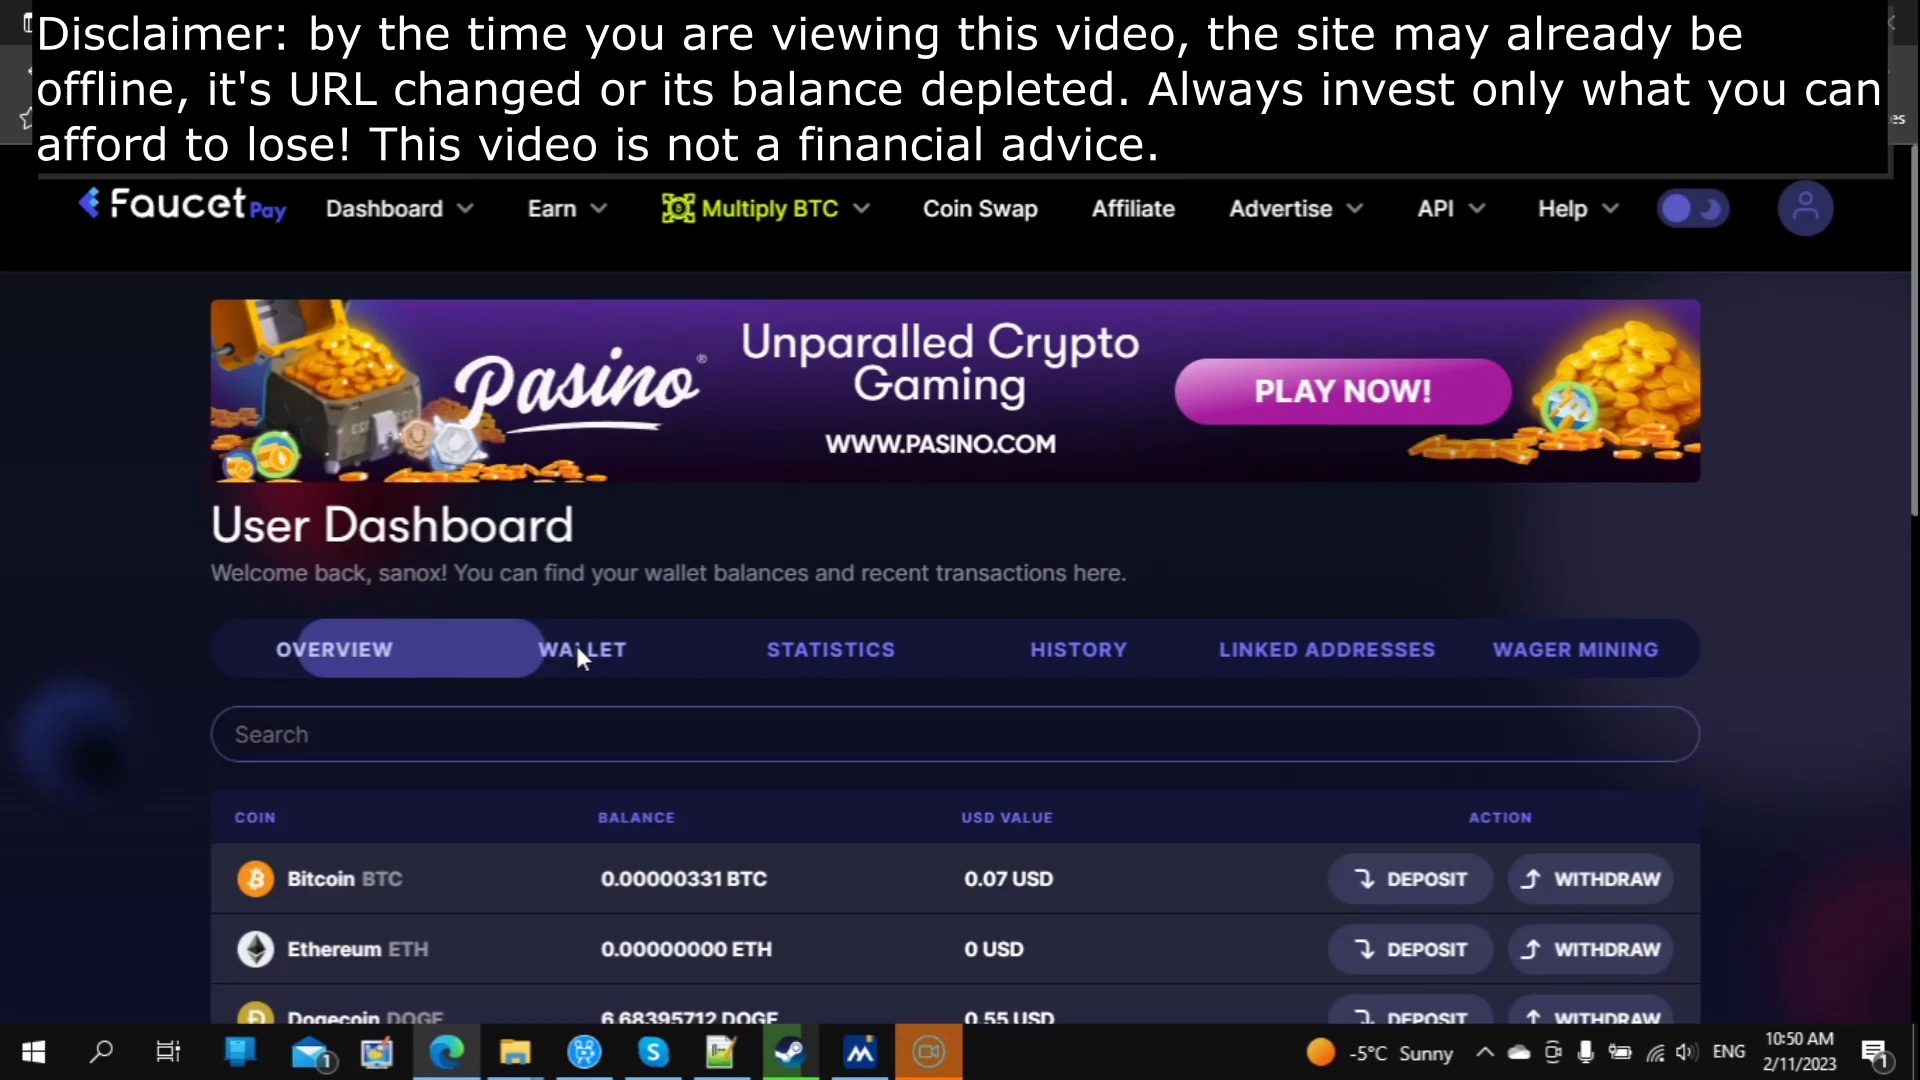 Disclaimer: by the time you are viewing this video, the site may already be
offline, it's URL changed or its balance depleted. Always invest only what you can
afford to lose! This video is not a financial advice.
es
FaucetPay Dashboard Earn Multiply BTC Coin Swap Affiliate Advertise API Help
Pasino® Unparalled Crypto
Gaming
PLAY NOW!
WWW.PASINO.COM
User Dashboard
Welcome back, sanox! You can find your wallet balances and recent transactions here.
OVERVIEW WALLET STATISTICS HISTORY LINKED ADDRESSES WAGER MINING
Search
COIN BALANCE USD VALUE ACTION
Bitcoin BTC 0.00000331 BTC 0.07 USD DEPOSIT WITHDRAW
Ethereum ETH 0.00000000 ETH 0 USD DEPOSIT WITHDRAW
Dogecoin DOGE 6.68395712 DOGE 0.55 USD DEPOSIT WITHDRAW
1 -5°C Sunny ENG 10:50 AM 1
2/11/2023